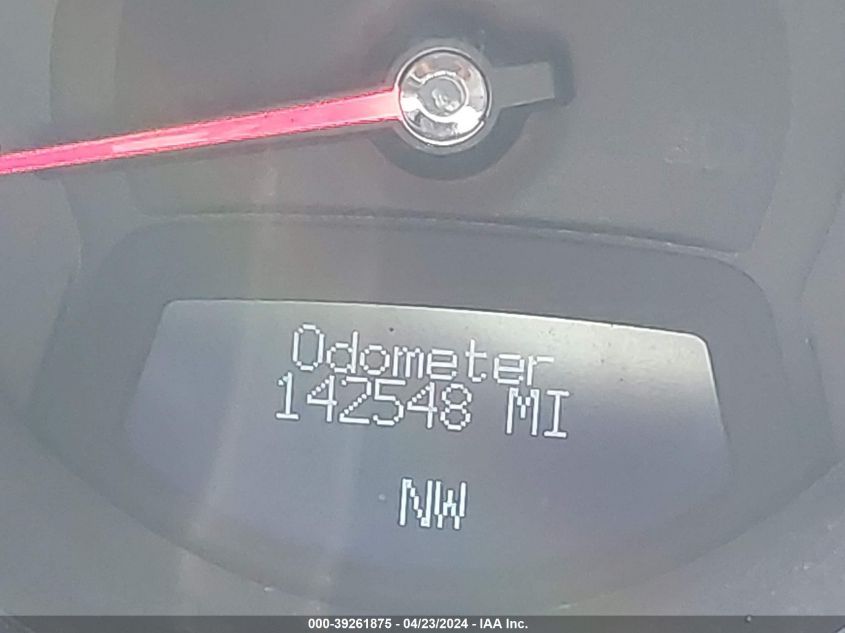 Odometer
142548 MI
NW
000-39261875 - 04/23/2024 - IAA Inc.